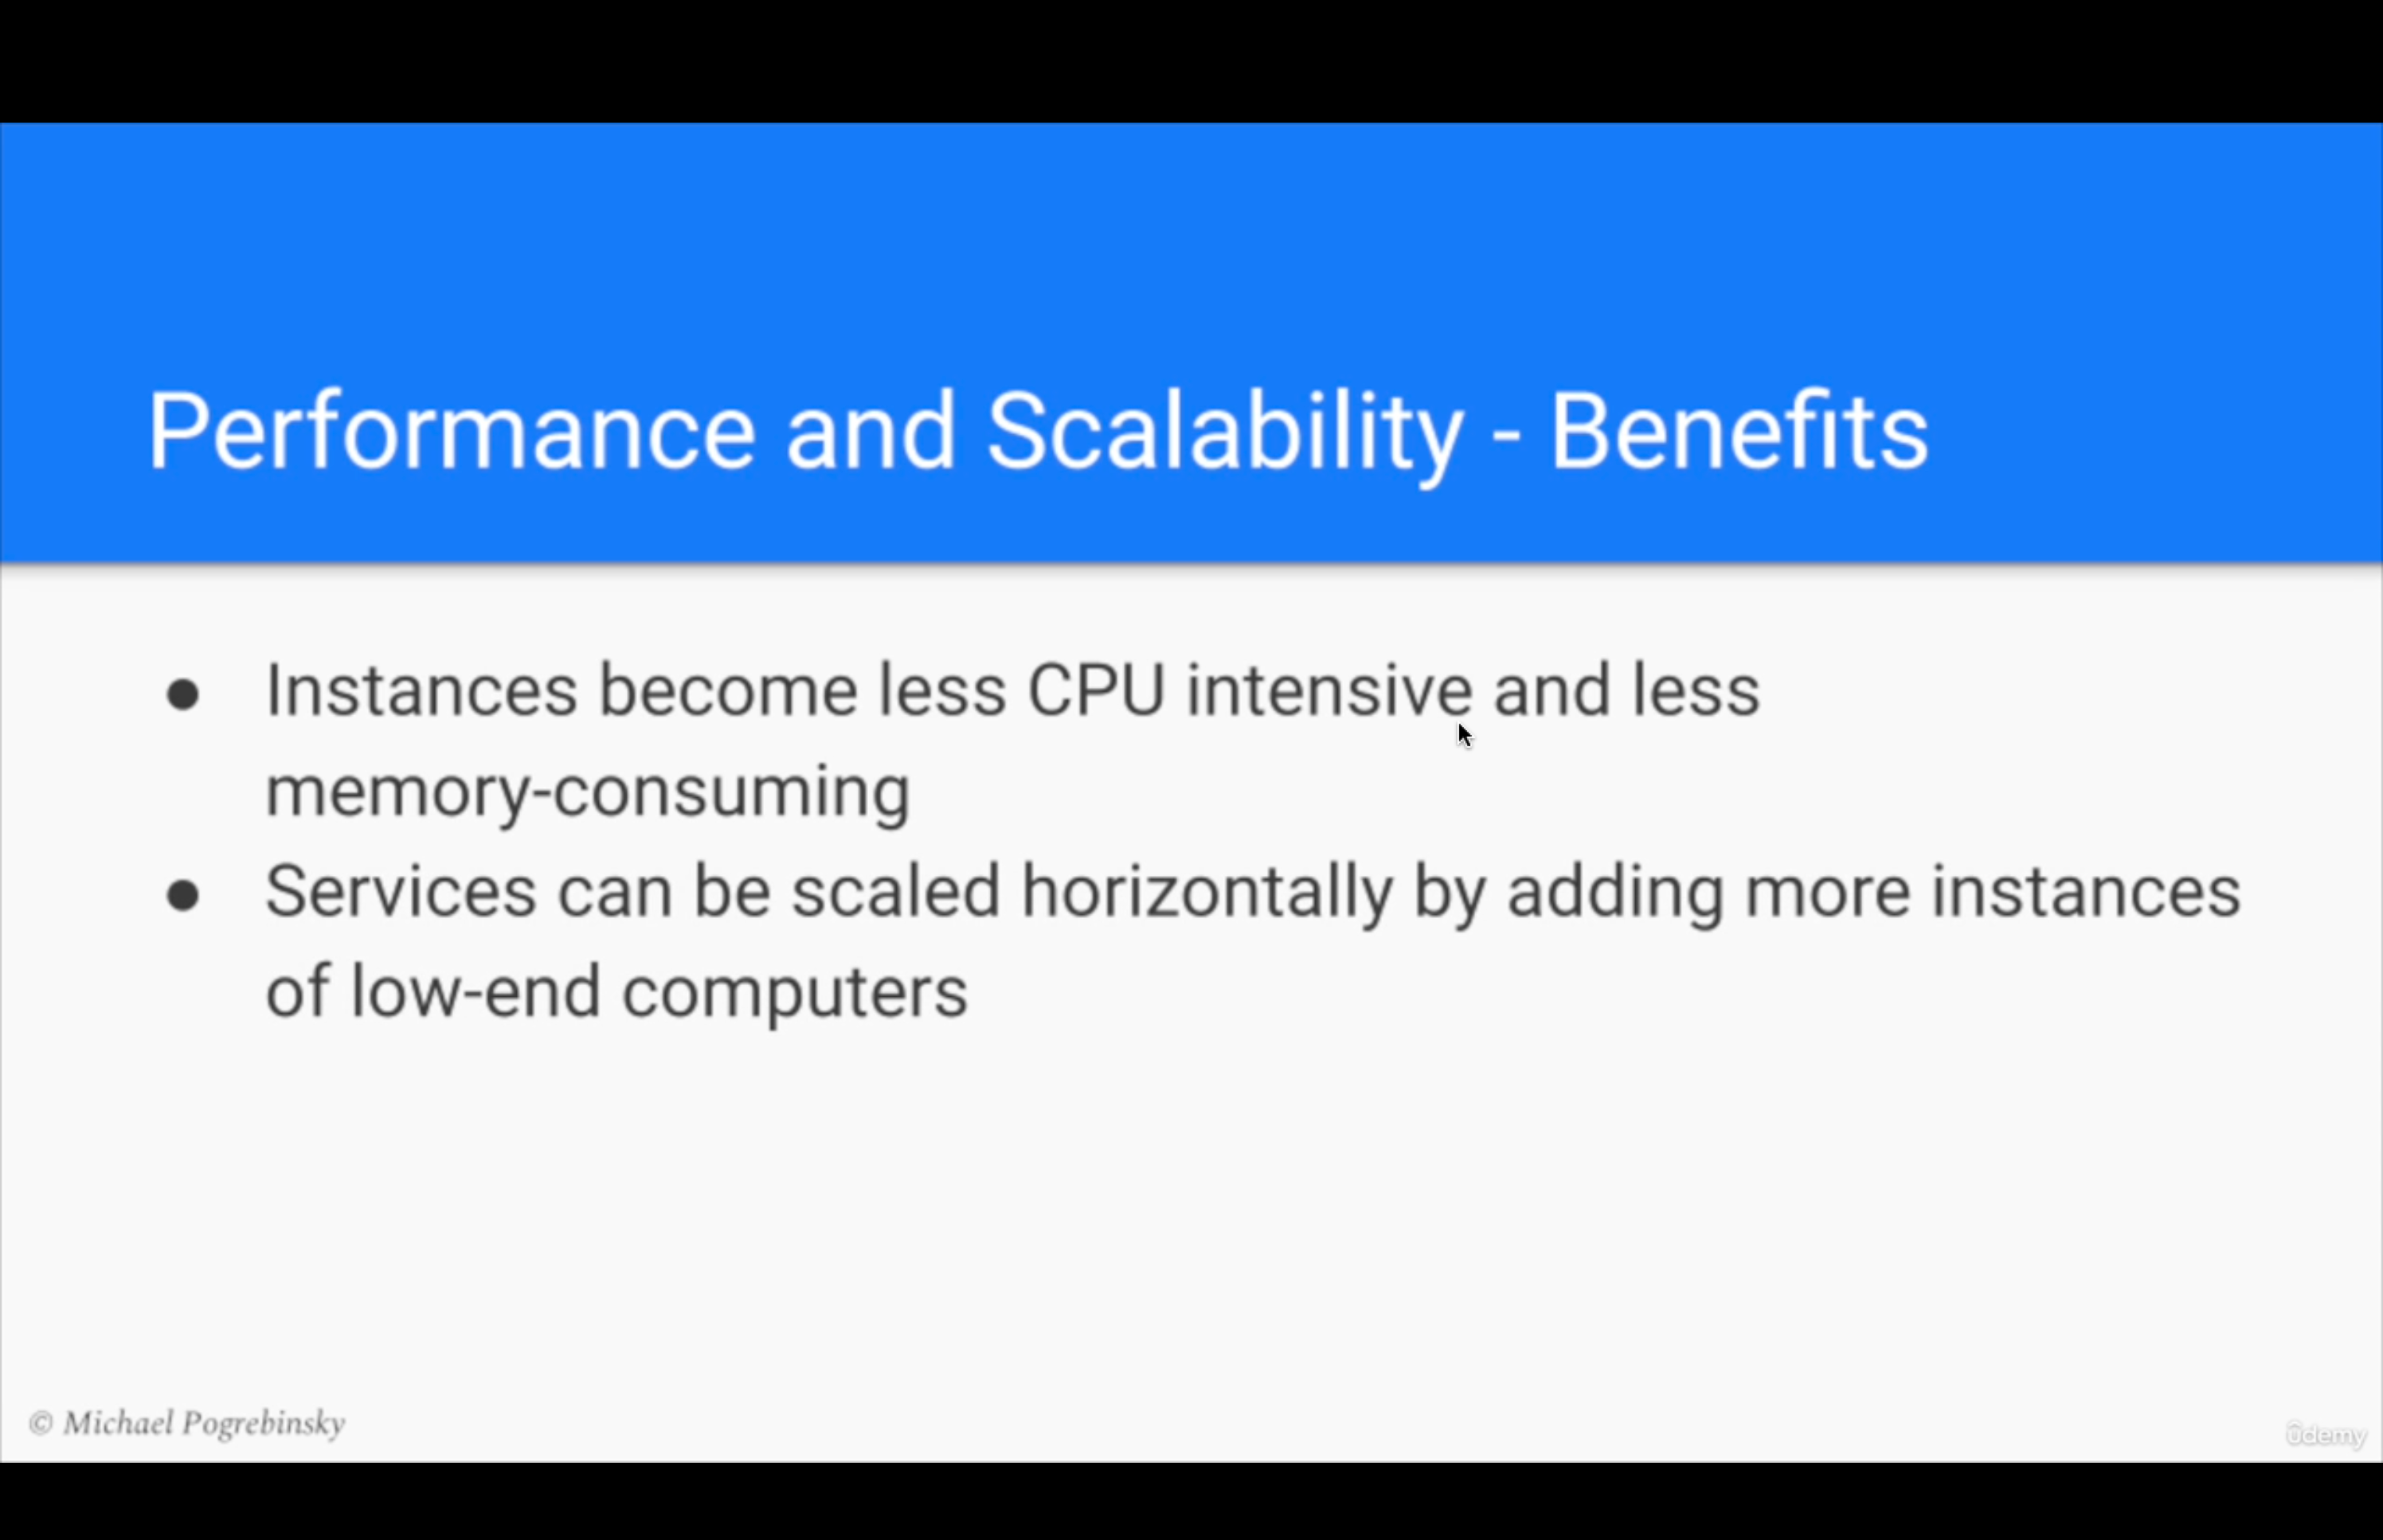 Performance and Scalability - Benefits
● Instances become less CPU intensive and less
memory-consuming
● Services can be scaled horizontally by adding more instances
of low-end computers
© Michael Pogrebinsky
ûdemy